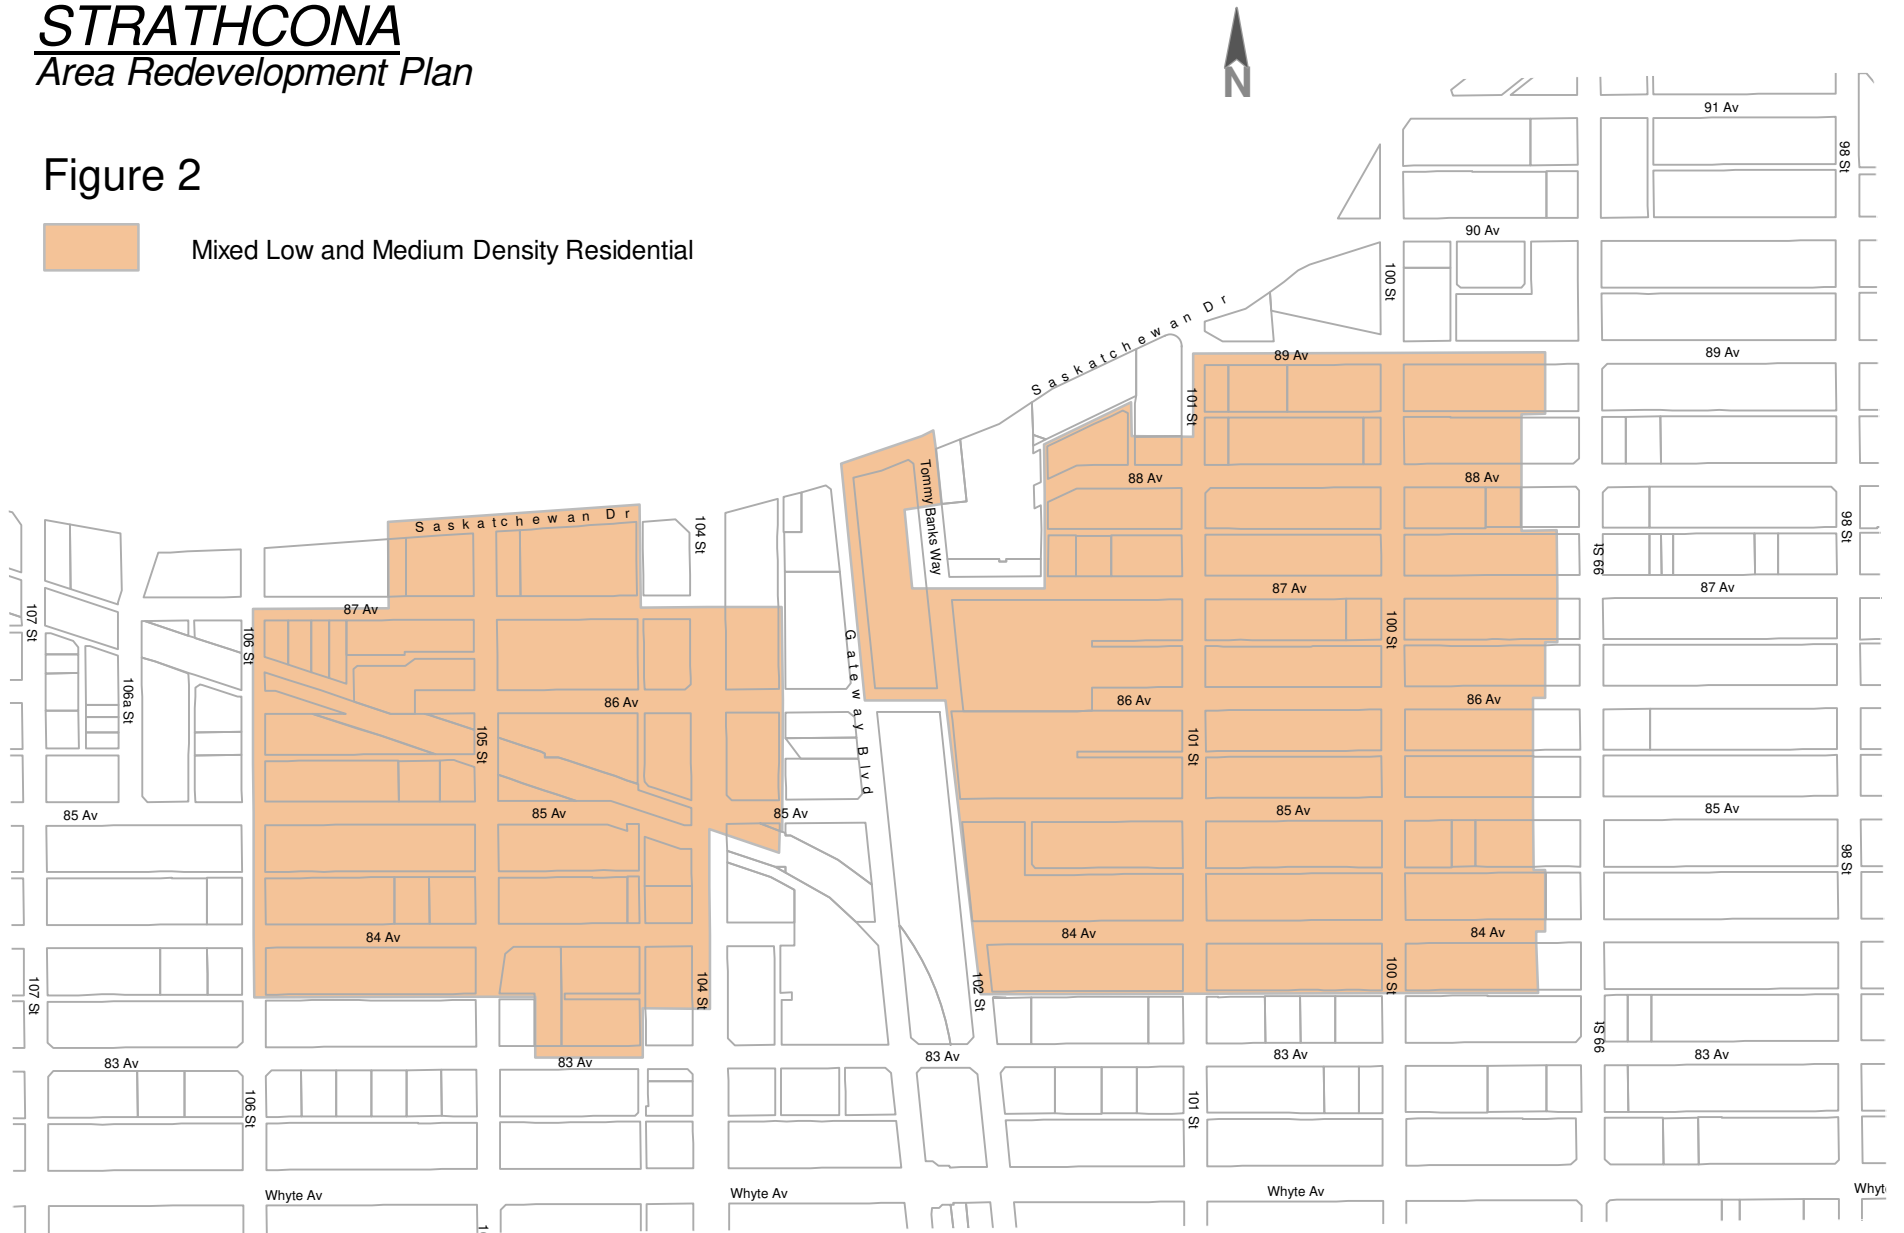 STRATHCONA
Area Redevelopment Plan
N
Figure 2
Mixed Low and Medium Density Residential
91 Av
98 St
90 Av
100 St
Saskatchewan Dr
89 Av
89 Av
101 St
88 Av
88 Av
Tommy Banks Way
Saskatchewan Dr
104 St
98 St
99 St
87 Av
87 Av
87 Av
107 St
106 St
100 St
Gateway Blvd
106a St
86 Av
86 Av
86 Av
105 St
101 St
85 Av
85 Av
85 Av
85 Av
85 Av
98 St
84 Av
84 Av
84 Av
107 St
104 St
102 St
100 St
99 St
83 Av
83 Av
83 Av
83 Av
83 Av
106 St
101 St
Whyte Av
Whyte Av
Whyte Av